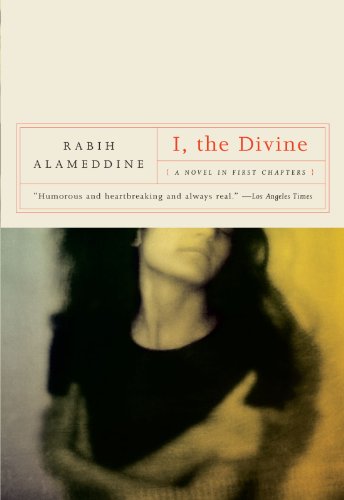 RABIH
ALAMEDDINE
I, the Divine
{ A NOVEL IN FIRST CHAPTERS }
"Humorous and heartbreaking and always real." —Los Angeles Times